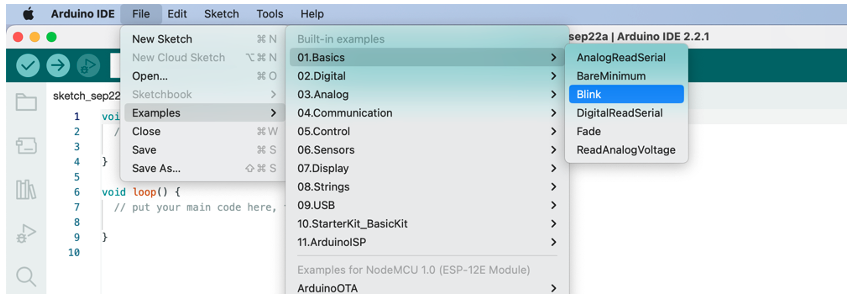 Arduino IDE File Edit Sketch Tools Help
sep22a | Arduino IDE 2.2.1
New Sketch ⌘ N
New Cloud Sketch ⌥⌘ N
Open... ⌘ O
Sketchbook
Examples
Close ⌘ W
Save ⌘ S
Save As... ⇧⌘ S
Built-in examples
01.Basics
02.Digital
03.Analog
04.Communication
05.Control
06.Sensors
07.Display
08.Strings
09.USB
10.StarterKit_BasicKit
11.ArduinoISP
Examples for NodeMCU 1.0 (ESP-12E Module)
ArduinoOTA
AnalogReadSerial
BareMinimum
Blink
DigitalReadSerial
Fade
ReadAnalogVoltage
sketch_sep22
1 voi
2 /
3
4 }
5
6 void loop() {
7 // put your main code here,
8
9 }
10